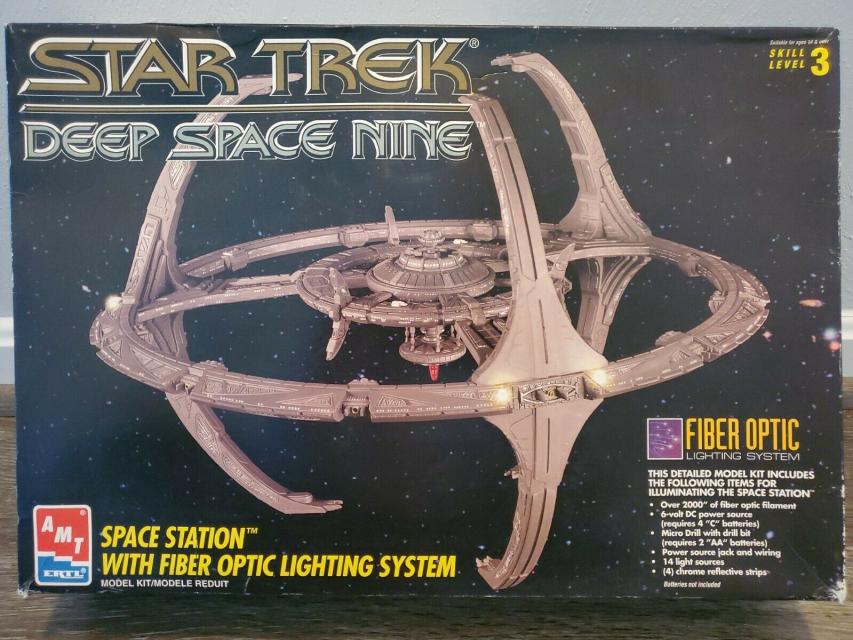 STAR TREK®
DEEP SPACE NINE™
Suitable for ages 14 & over
SKILL
LEVEL 3
FIBER OPTIC
LIGHTING SYSTEM
THIS DETAILED MODEL KIT INCLUDES
THE FOLLOWING ITEMS FOR
ILLUMINATING THE SPACE STATION™
• Over 2000" of fiber optic filament
• 6-volt DC power source
(requires 4 "C" batteries)
• Micro Drill with drill bit
(requires 2 "AA" batteries)
• Power source jack and wiring
• 14 light sources
• (4) chrome reflective strips
Batteries not included
AMT
ERTL
SPACE STATION™
WITH FIBER OPTIC LIGHTING SYSTEM
MODEL KIT/MODELE REDUIT